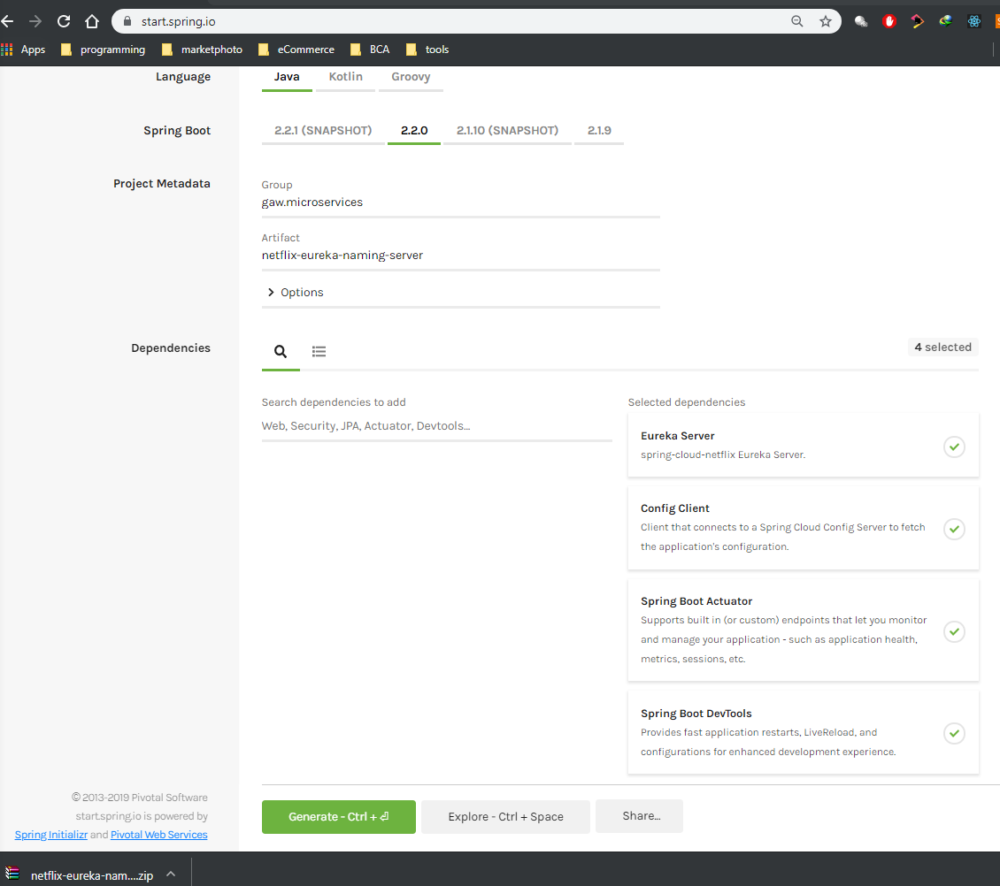 start.spring.io
Apps programming marketphoto eCommerce BCA tools
Language Java Kotlin Groovy
Spring Boot 2.2.1 (SNAPSHOT) 2.2.0 2.1.10 (SNAPSHOT) 2.1.9
Project Metadata
Group
gaw.microservices
Artifact
netflix-eureka-naming-server
Options
Dependencies
4 selected
Search dependencies to add
Web, Security, JPA, Actuator, Devtools...
Selected dependencies
Eureka Server
spring-cloud-netflix Eureka Server.
Config Client
Client that connects to a Spring Cloud Config Server to fetch
the application's configuration.
Spring Boot Actuator
Supports built in (or custom) endpoints that let you monitor
and manage your application - such as application health,
metrics, sessions, etc.
Spring Boot DevTools
Provides fast application restarts, LiveReload, and
configurations for enhanced development experience.
© 2013-2019 Pivotal Software
start.spring.io is powered by
Spring Initializr and Pivotal Web Services
Generate - Ctrl + ⏎ Explore - Ctrl + Space Share...
netflix-eureka-nam....zip